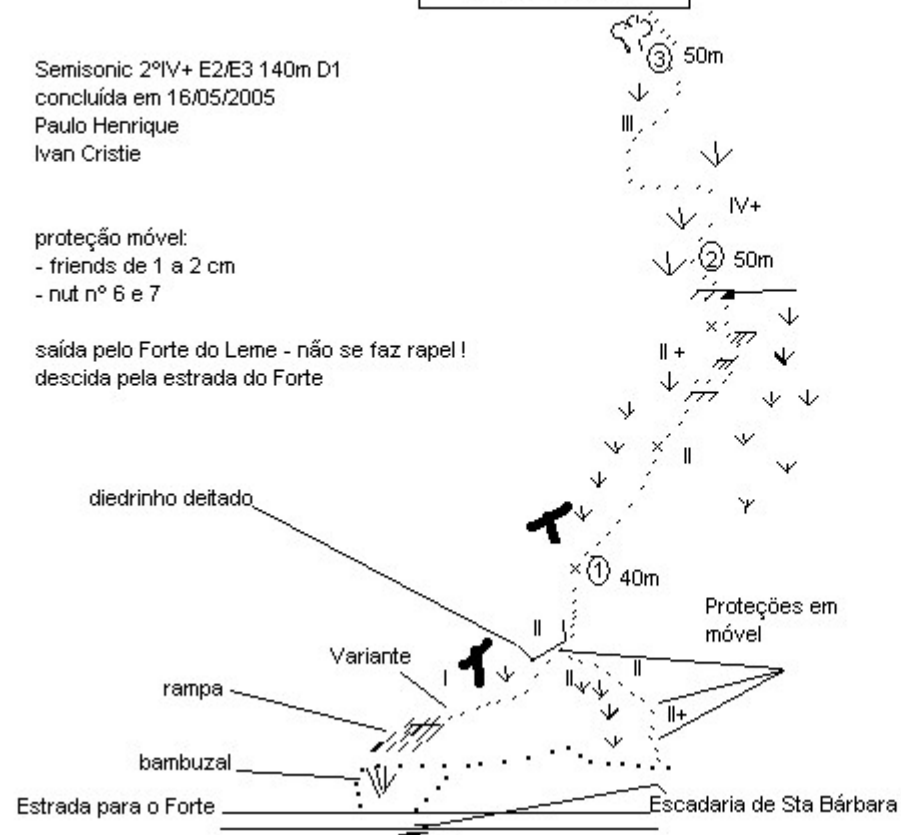 Semisonic 2ºIV+ E2/E3 140m D1
concluída em 16/05/2005
Paulo Henrique
Ivan Cristie
proteção móvel:
- friends de 1 a 2 cm
- nut nº 6 e 7
saída pelo Forte do Leme - não se faz rapel !
descida pela estrada do Forte
3 50m
III
IV+
2 50m
II +
II
diedrinho deitado
1 40m
Proteções em
móvel
II I
Variante
I
II
II
rampa
II+
bambuzal
Estrada para o Forte
Escadaria de Sta Bárbara